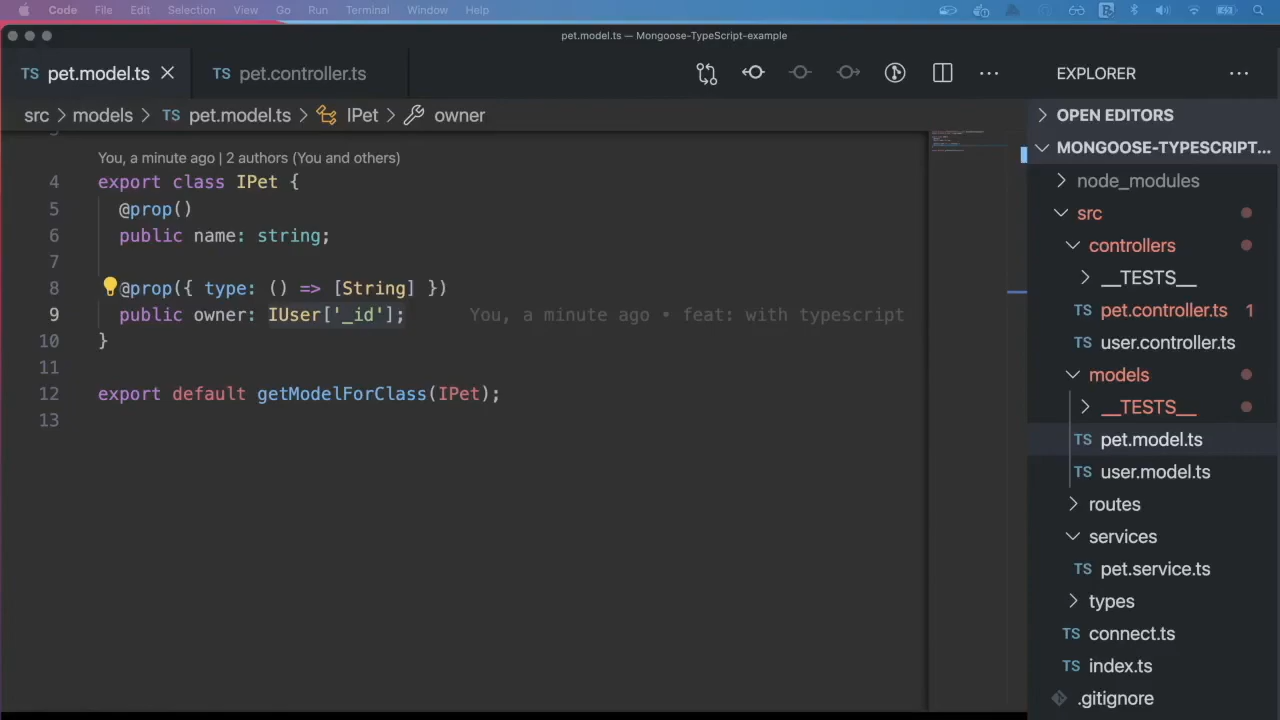 Code File Edit Selection View Go Run Terminal Window Help
pet.model.ts — Mongoose-TypeScript-example
TS pet.model.ts
TS pet.controller.ts
src > models > TS pet.model.ts > IPet > owner
You, a minute ago | 2 authors (You and others)
4 export class IPet {
5 @prop()
6 public name: string;
7
8 @prop({ type: () => [String] })
9 public owner: IUser['_id']; You, a minute ago • feat: with typescript
10 }
11
12 export default getModelForClass(IPet);
13
EXPLORER
OPEN EDITORS
MONGOOSE-TYPESCRIPT...
node_modules
src
controllers
__TESTS__
TS pet.controller.ts 1
TS user.controller.ts
models
__TESTS__
TS pet.model.ts
TS user.model.ts
routes
services
TS pet.service.ts
types
TS connect.ts
TS index.ts
.gitignore